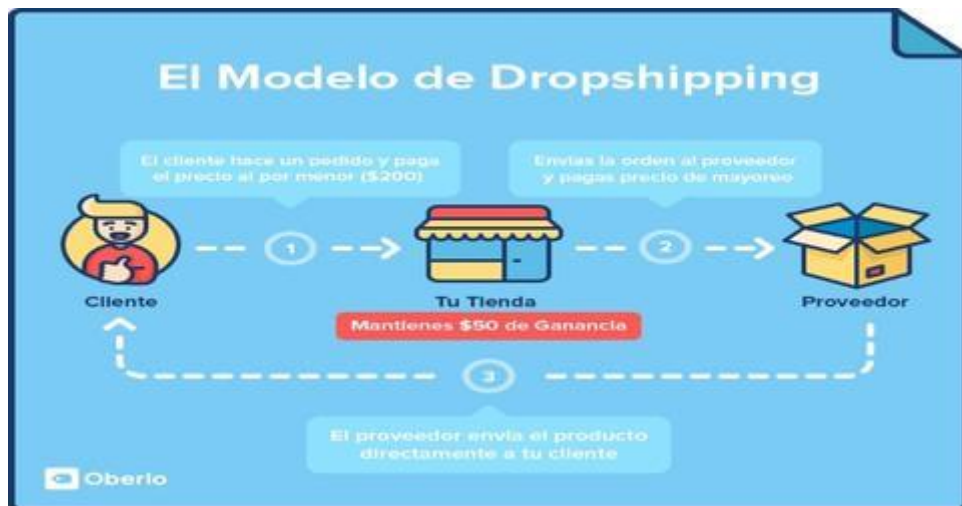 El Modelo de Dropshipping
El cliente hace un pedido y paga
el precio al por menor ($200)
Envías la orden al proveedor
y pagas precio de mayoreo
1
2
Cliente
Tu Tienda
Proveedor
Mantienes $50 de Ganancia
3
El proveedor envía el producto
directamente a tu cliente
Oberlo